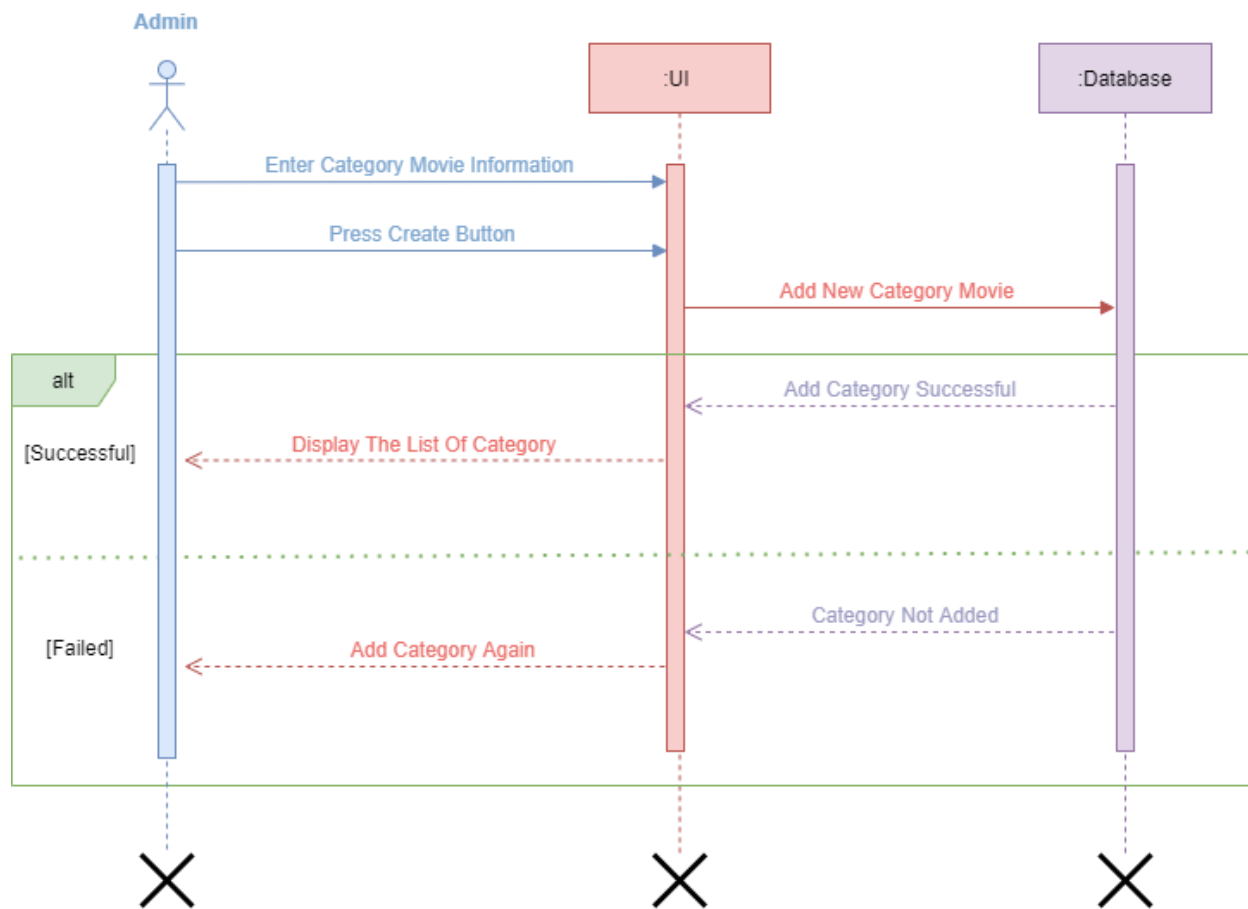 Admin
:UI
:Database
Enter Category Movie Information
Press Create Button
Add New Category Movie
alt
Add Category Successful
[Successful]
Display The List Of Category
Category Not Added
[Failed]
Add Category Again